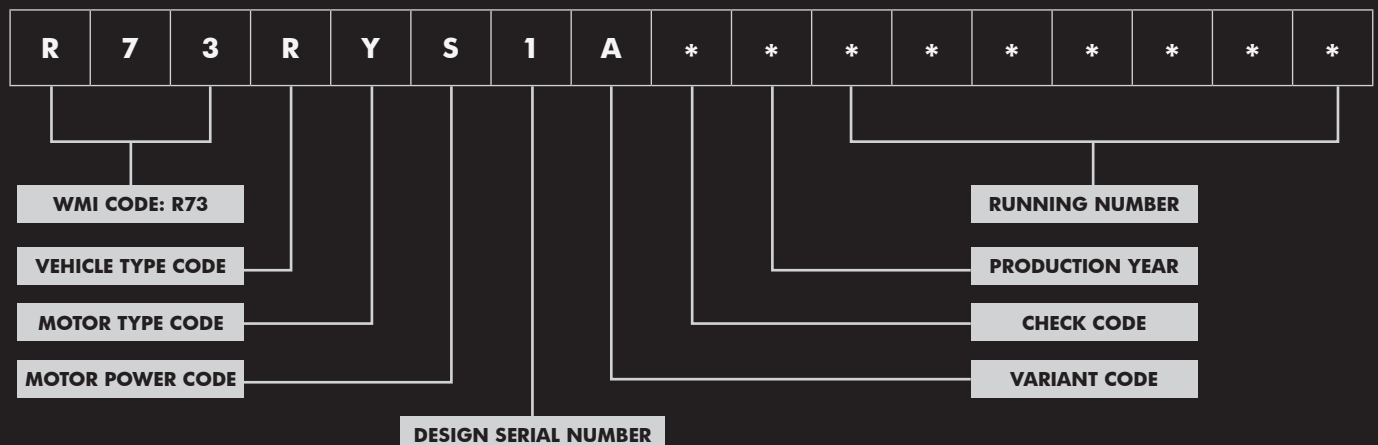 R 7 3 R Y S 1 A * * * * * * * * *
WMI CODE: R73
RUNNING NUMBER
VEHICLE TYPE CODE
PRODUCTION YEAR
MOTOR TYPE CODE
CHECK CODE
MOTOR POWER CODE
VARIANT CODE
DESIGN SERIAL NUMBER